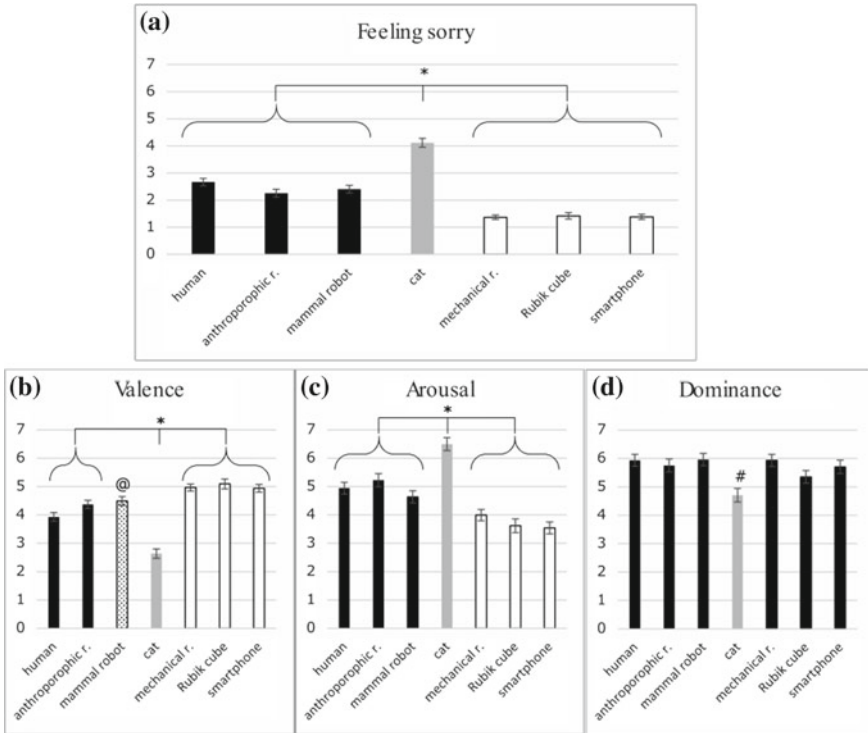 (a)
Feeling sorry
*
7
6
5
4
3
2
1
0
human
anthroporophic r.
mammal robot
cat
mechanical r.
Rubik cube
smartphone
(b)
Valence
*
@
7
6
5
4
3
2
1
0
human
anthroporophic r.
mammal robot
cat
mechanical r.
Rubik cube
smartphone
(c)
Arousal
*
7
6
5
4
3
2
1
0
human
anthroporophic r.
mammal robot
cat
mechanical r.
Rubik cube
smartphone
(d)
Dominance
#
7
6
5
4
3
2
1
0
human
anthroporophic r.
mammal robot
cat
mechanical r.
Rubik cube
smartphone